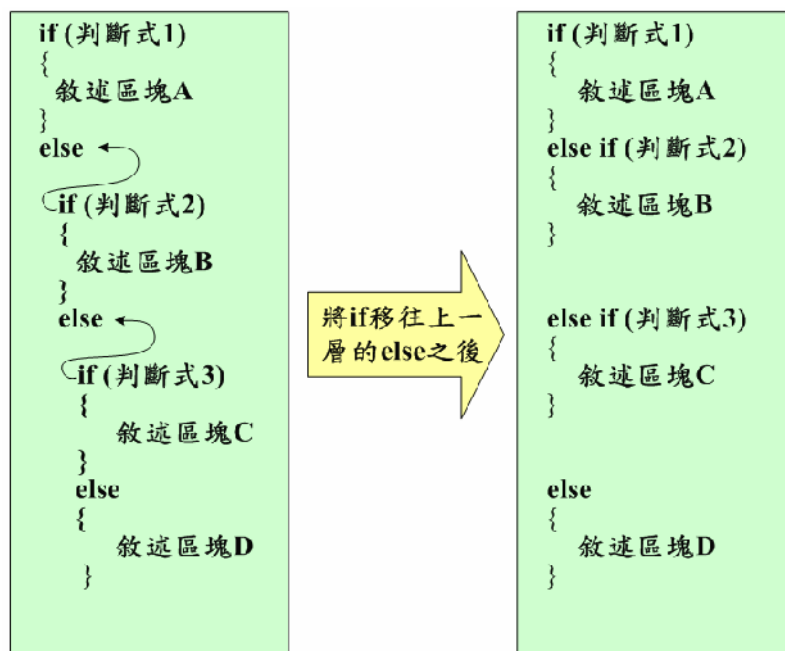 if (判斷式1)
{
敘述區塊A
}
else
if (判斷式2)
{
敘述區塊B
}
else
if (判斷式3)
{
敘述區塊C
}
else
{
敘述區塊D
}
將if移往上一
層的else之後
if (判斷式1)
{
敘述區塊A
}
else if (判斷式2)
{
敘述區塊B
}
else if (判斷式3)
{
敘述區塊C
}
else
{
敘述區塊D
}